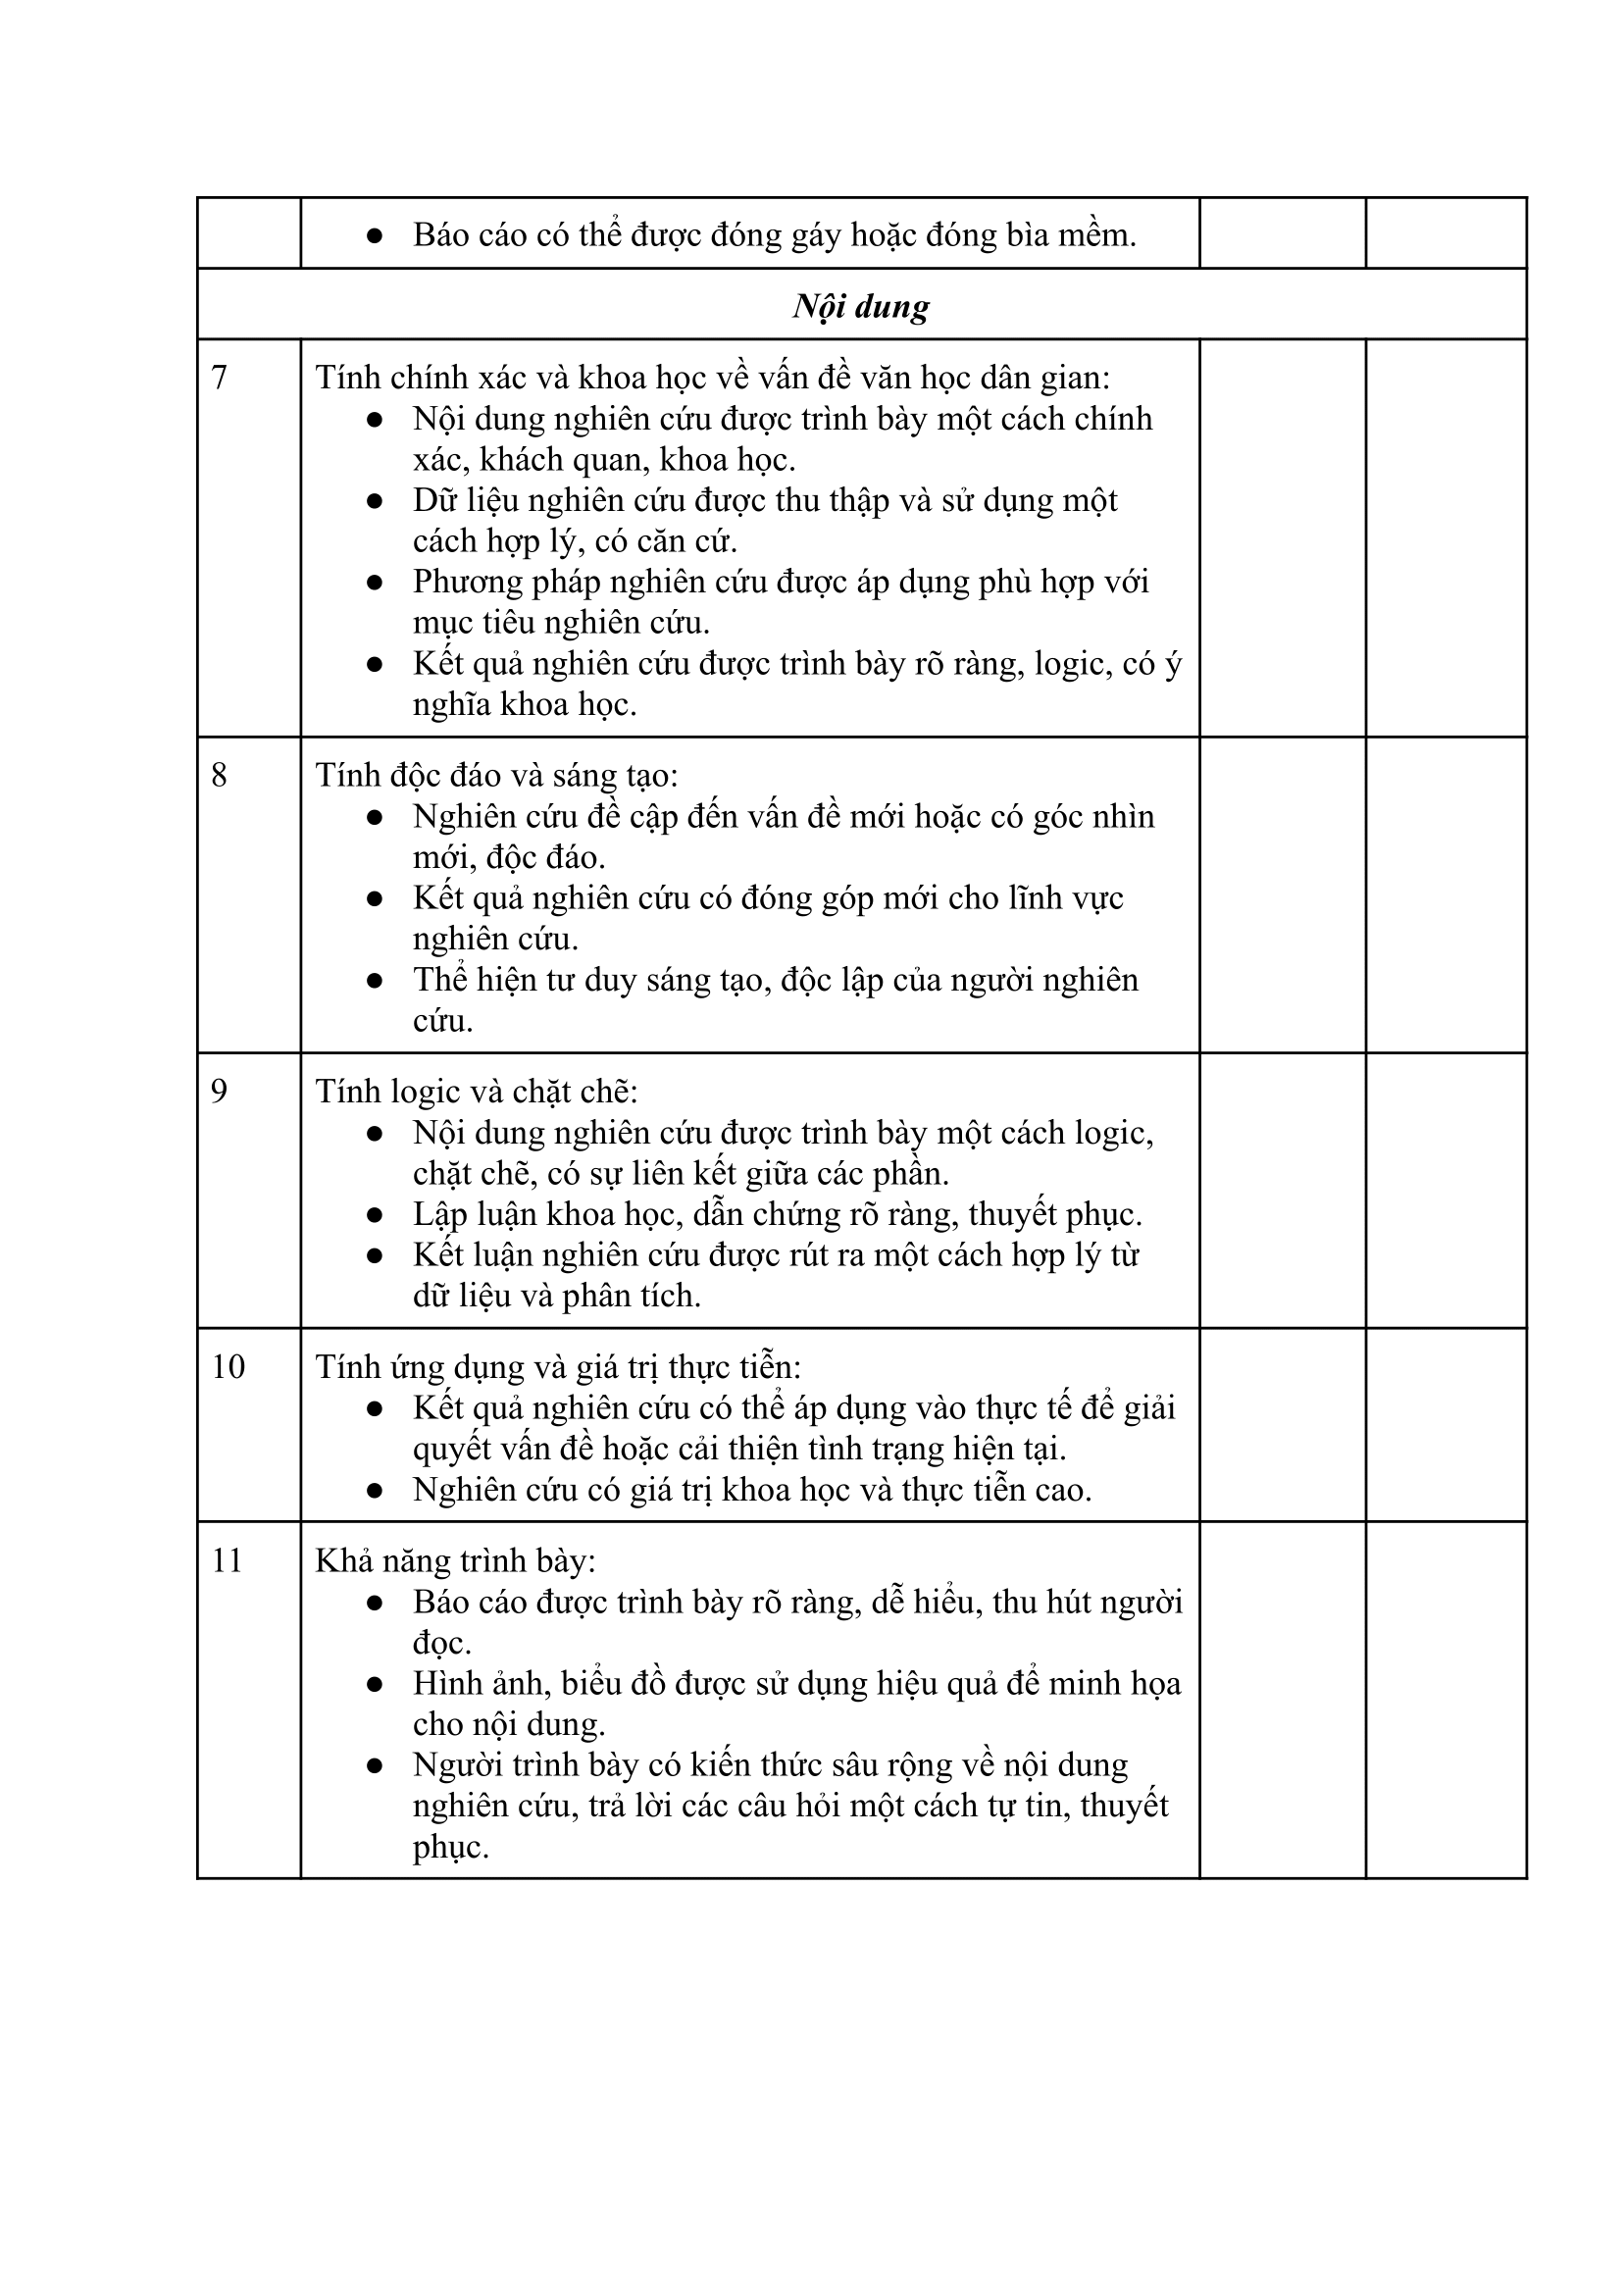 ● Báo cáo có thể được đóng gáy hoặc đóng bìa mềm.
Nội dung
7 Tính chính xác và khoa học về vấn đề văn học dân gian:
● Nội dung nghiên cứu được trình bày một cách chính
xác, khách quan, khoa học.
● Dữ liệu nghiên cứu được thu thập và sử dụng một
cách hợp lý, có căn cứ.
● Phương pháp nghiên cứu được áp dụng phù hợp với
mục tiêu nghiên cứu.
● Kết quả nghiên cứu được trình bày rõ ràng, logic, có ý
nghĩa khoa học.
8 Tính độc đáo và sáng tạo:
● Nghiên cứu đề cập đến vấn đề mới hoặc có góc nhìn
mới, độc đáo.
● Kết quả nghiên cứu có đóng góp mới cho lĩnh vực
nghiên cứu.
● Thể hiện tư duy sáng tạo, độc lập của người nghiên
cứu.
9 Tính logic và chặt chẽ:
● Nội dung nghiên cứu được trình bày một cách logic,
chặt chẽ, có sự liên kết giữa các phần.
● Lập luận khoa học, dẫn chứng rõ ràng, thuyết phục.
● Kết luận nghiên cứu được rút ra một cách hợp lý từ
dữ liệu và phân tích.
10 Tính ứng dụng và giá trị thực tiễn:
● Kết quả nghiên cứu có thể áp dụng vào thực tế để giải
quyết vấn đề hoặc cải thiện tình trạng hiện tại.
● Nghiên cứu có giá trị khoa học và thực tiễn cao.
11 Khả năng trình bày:
● Báo cáo được trình bày rõ ràng, dễ hiểu, thu hút người
đọc.
● Hình ảnh, biểu đồ được sử dụng hiệu quả để minh họa
cho nội dung.
● Người trình bày có kiến thức sâu rộng về nội dung
nghiên cứu, trả lời các câu hỏi một cách tự tin, thuyết
phục.